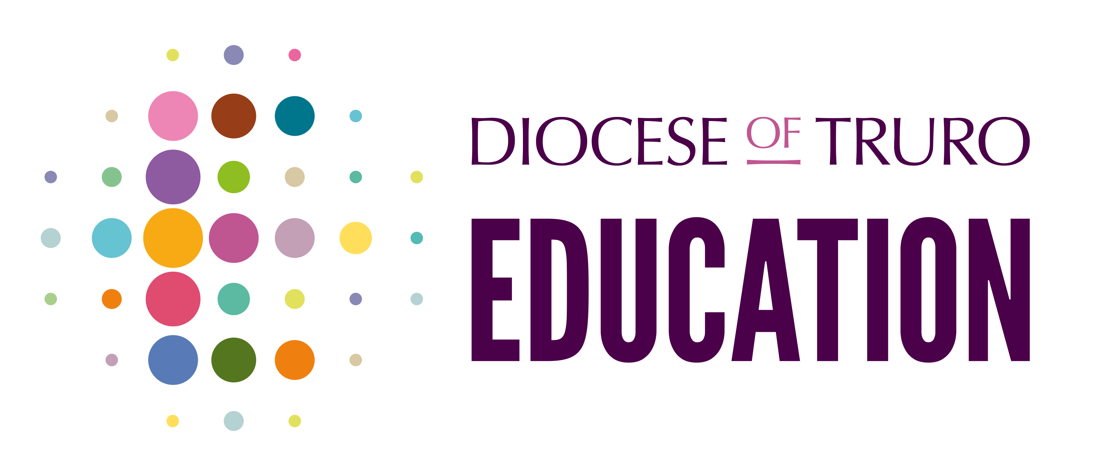 DIOCESE OF TRURO
EDUCATION